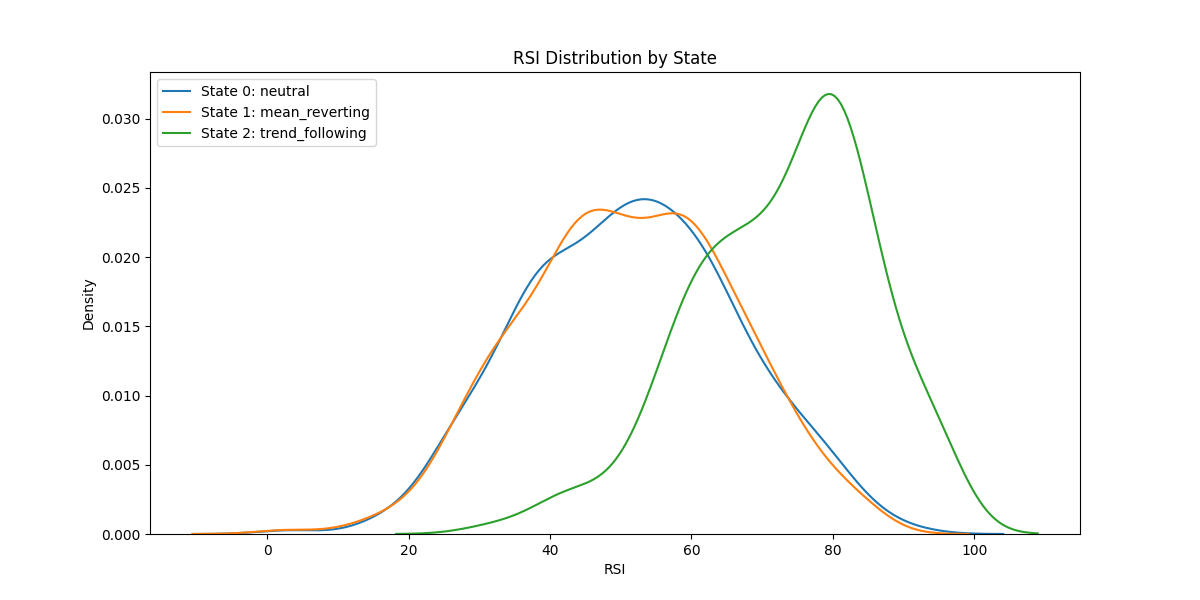 RSI Distribution by State
State 0: neutral
State 1: mean_reverting
State 2: trend_following
Density
0.030
0.025
0.020
0.015
0.010
0.005
0.000
0 20 40 60 80 100
RSI